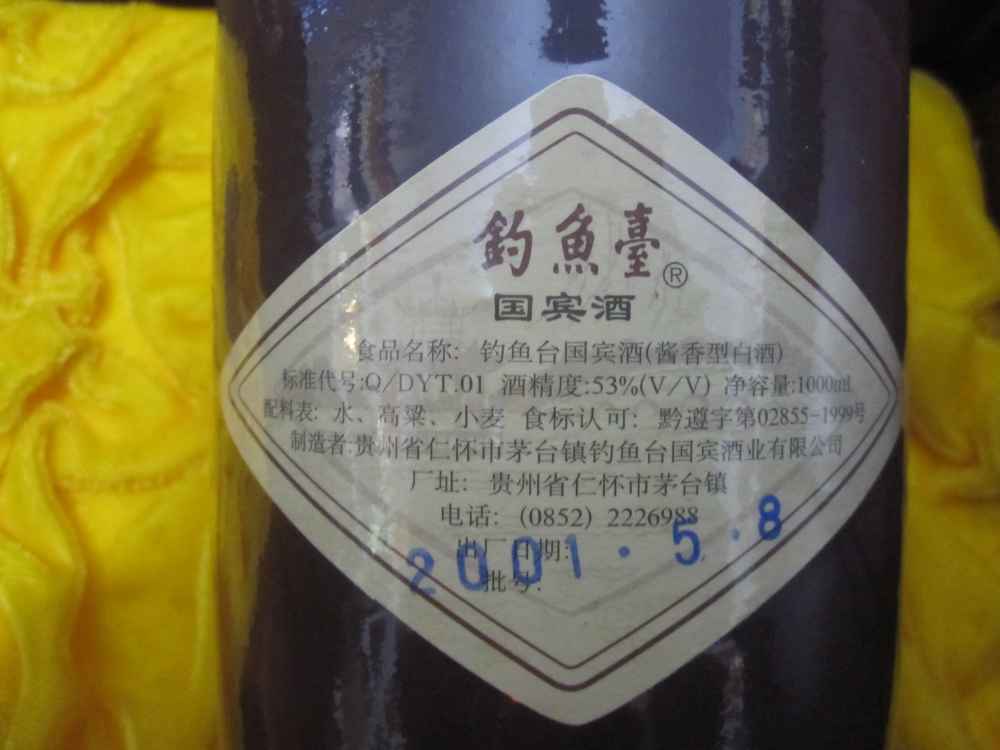 釣魚臺®
国宾酒
食品名称: 钓鱼台国宾酒(酱香型白酒)
标准代号:Q/DYT.01 酒精度:53%(V/V) 净容量:1000mL
配料表: 水、高粱、小麦 食标认可: 黔遵字第02855-1999号
制造者:贵州省仁怀市茅台镇钓鱼台国宾酒业有限公司
厂址: 贵州省仁怀市茅台镇
电话: (0852) 2226988
出厂日期:
2001·5·8
批号: